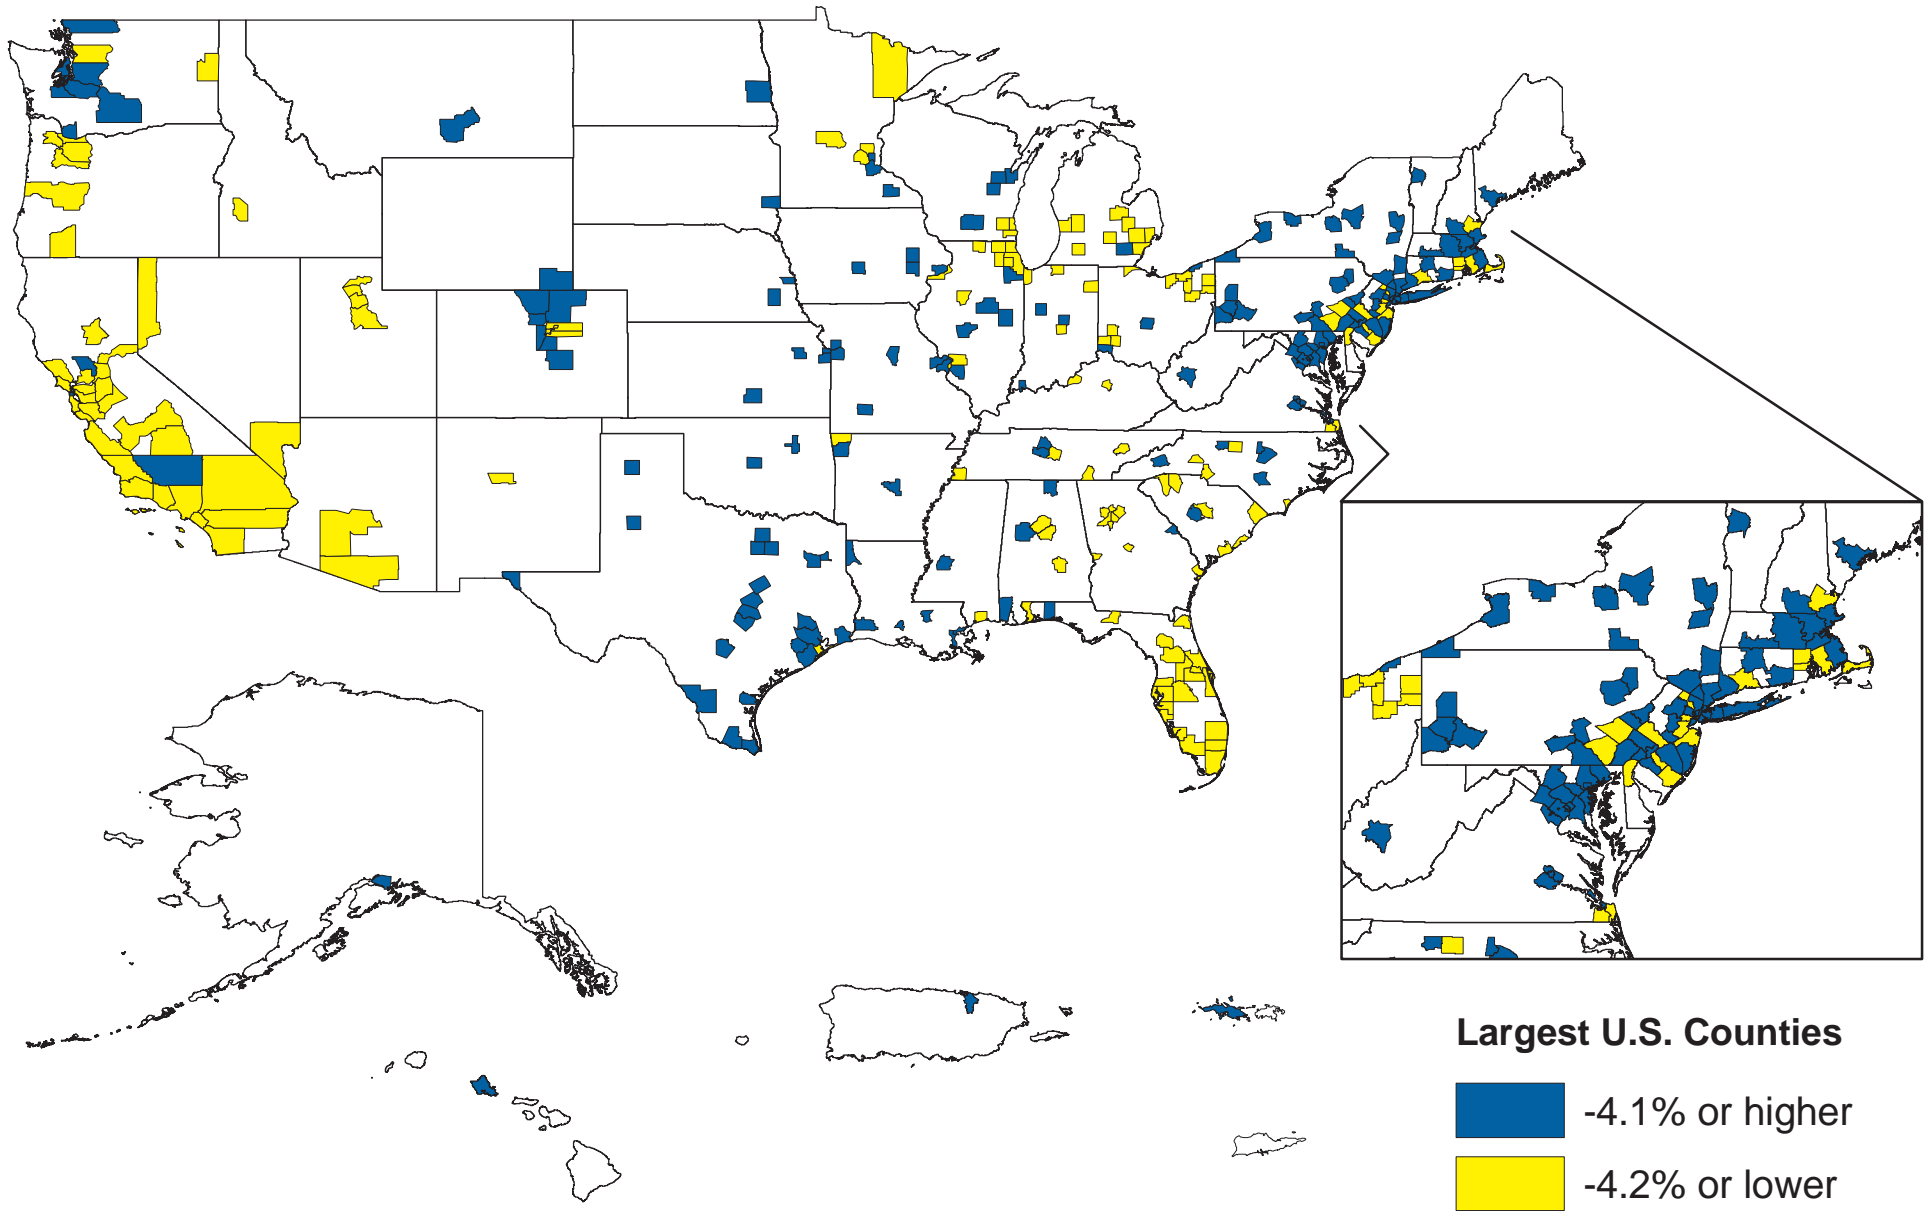 Largest U.S. Counties
-4.1% or higher
-4.2% or lower